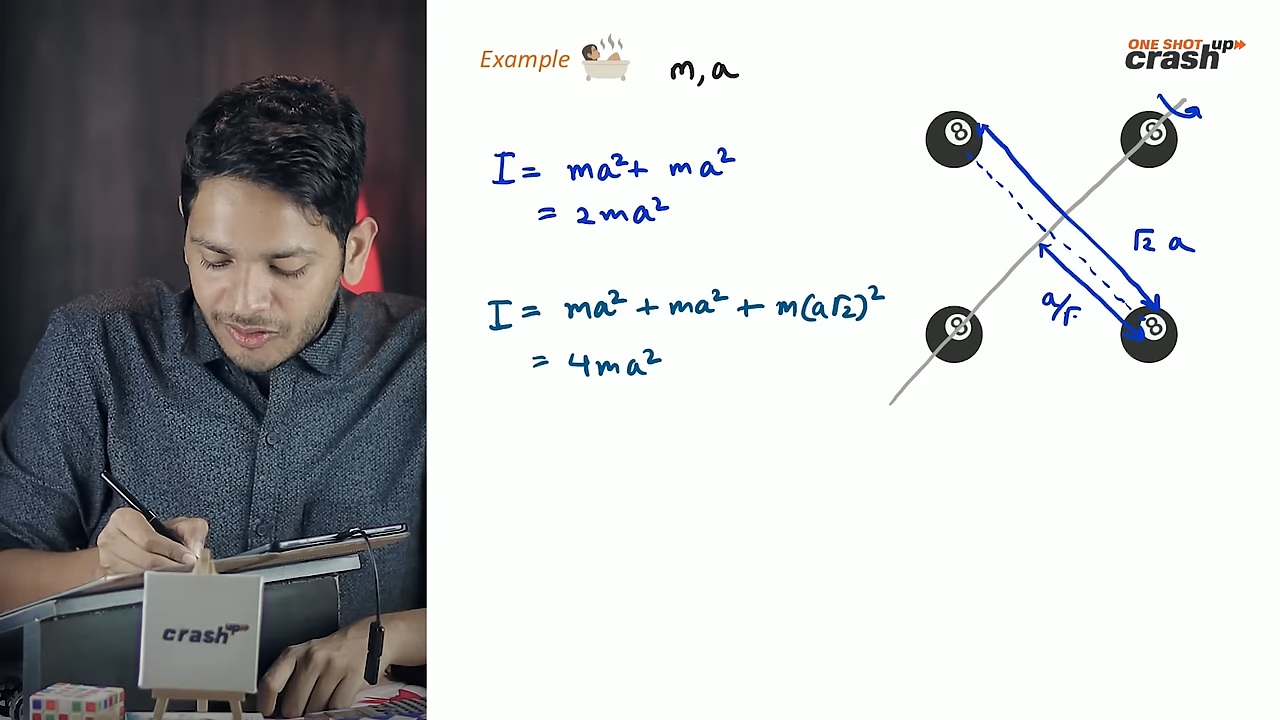 Example
m, a
ONE SHOT
crash up
I = ma² + ma²
= 2ma²
I = ma² + ma² + m(a√2)²
= 4ma²
8
8
√2 a
a/√
8
8
crash up